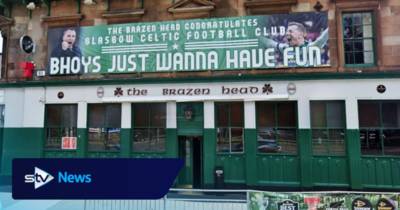 THE BRAZEN HEAD CONGRATULATES
GLASGOW CELTIC FOOTBALL CLUB
BHOYS JUST WANNA HAVE FUN
THE BRAZEN HEAD
stv News